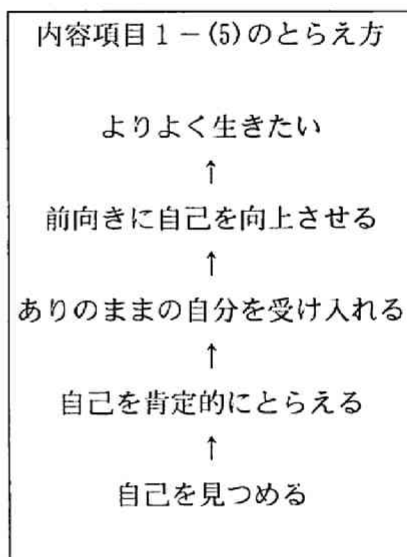 内容項目1－(5)のとらえ方
よりよく生きたい
↑
前向きに自己を向上させる
↑
ありのままの自分を受け入れる
↑
自己を肯定的にとらえる
↑
自己を見つめる